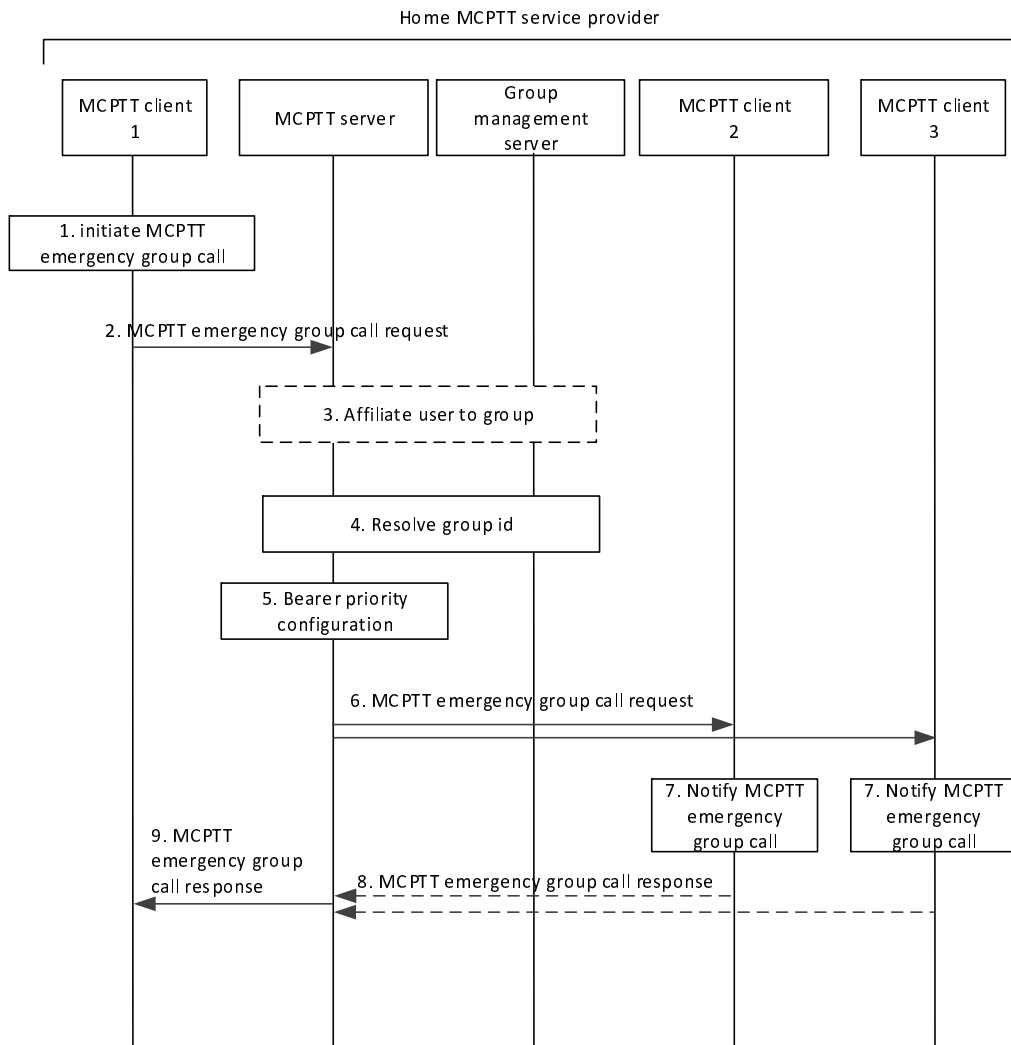 Home MCPTT service provider
MCPTT client
1
MCPTT server
Group
management
server
MCPTT client
2
MCPTT client
3
1. initiate MCPTT
emergency group call
2. MCPTT emergency group call request
3. Affiliate user to group
4. Resolve group id
5. Bearer priority
configuration
6. MCPTT emergency group call request
7. Notify MCPTT
emergency
group call
7. Notify MCPTT
emergency
group call
9. MCPTT
emergency group
call response
8. MCPTT emergency group call response